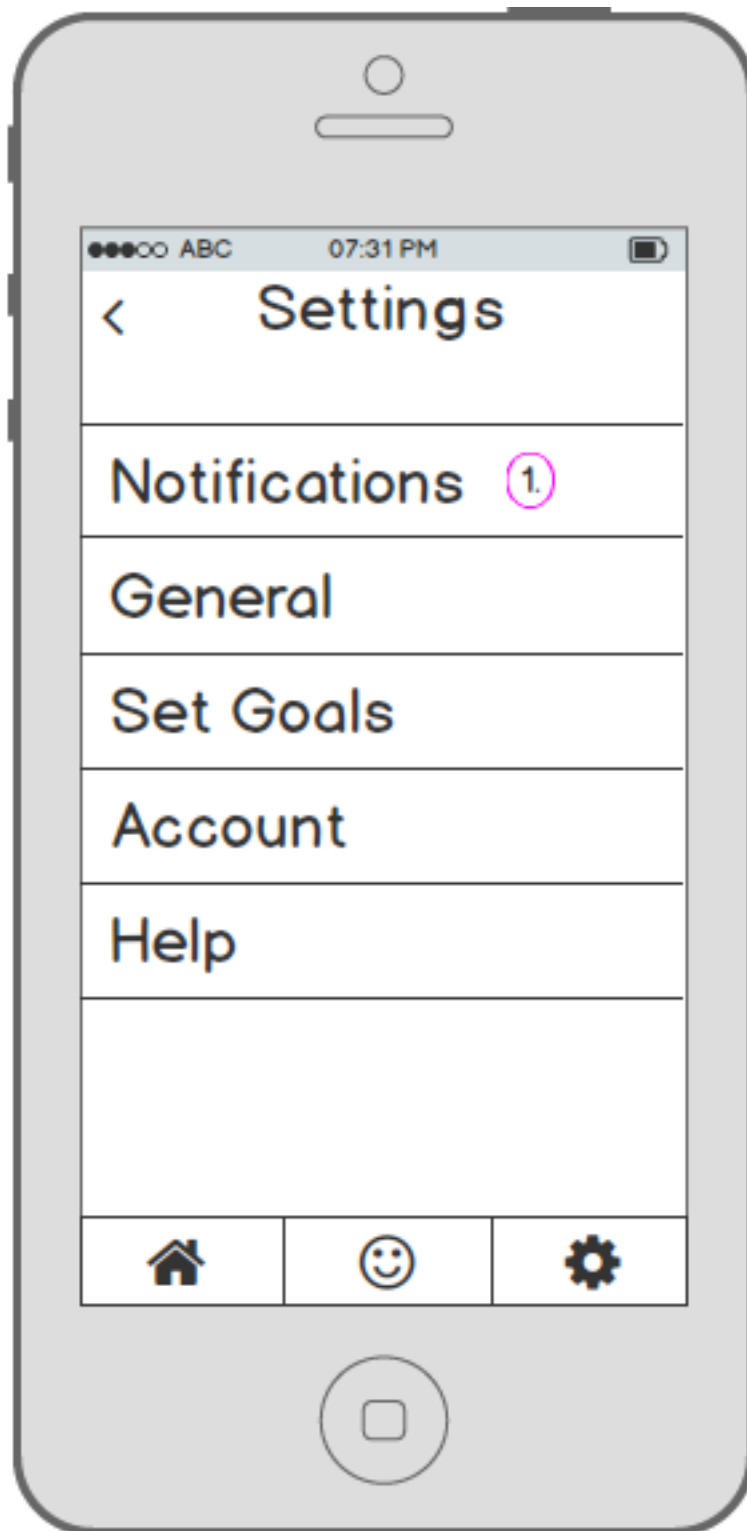 ABC 07:31 PM
Settings
Notifications 1.
General
Set Goals
Account
Help